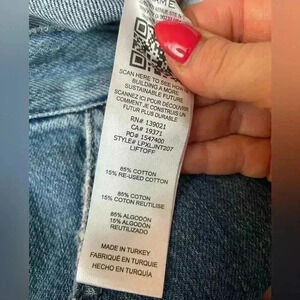 SCAN HERE TO SEE HOW
BUILDING A MORE
SUSTAINABLE FUTURE
SCANNEZ ICI POUR DÉCOUVRIR
COMMENT JE CONSTRUIS UN
FUTUR PLUS DURABLE
RN# 139021
CA# 19371
PO# 1547400
STYLE# LPXLJNT207
LIFTOFF
85% COTTON
15% RE-USED COTTON
85% COTON
15% COTON REUTILISE
85% ALGODÓN
15% ALGODÓN
REUTILIZADO
MADE IN TURKEY
FABRIQUÉ EN TURQUIE
HECHO EN TURQUÍA